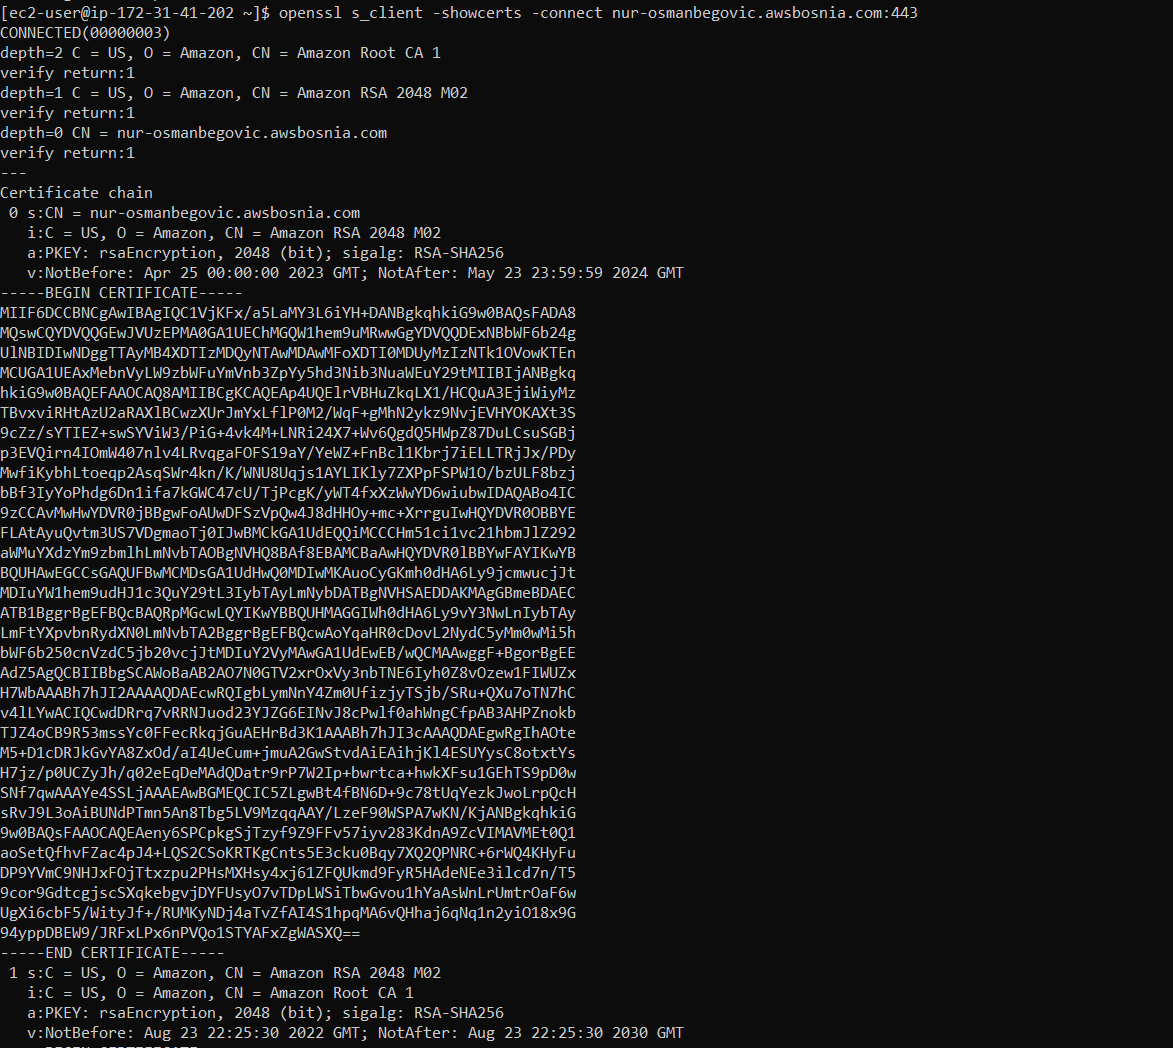 [ec2-user@ip-172-31-41-202 ~]$ openssl s_client -showcerts -connect nur-osmanbegovic.awsbosnia.com:443
CONNECTED(00000003)
depth=2 C = US, O = Amazon, CN = Amazon Root CA 1
verify return:1
depth=1 C = US, O = Amazon, CN = Amazon RSA 2048 M02
verify return:1
depth=0 CN = nur-osmanbegovic.awsbosnia.com
verify return:1
---
Certificate chain
 0 s:CN = nur-osmanbegovic.awsbosnia.com
   i:C = US, O = Amazon, CN = Amazon RSA 2048 M02
   a:PKEY: rsaEncryption, 2048 (bit); sigalg: RSA-SHA256
   v:NotBefore: Apr 25 00:00:00 2023 GMT; NotAfter: May 23 23:59:59 2024 GMT
-----BEGIN CERTIFICATE-----
MIIF6DCCBNCgAwIBAgIQC1VjKFx/a5LaMY3L6iYH+DANBgkqhkiG9w0BAQsFADA8
MQswCQYDVQQGEwJVUzEPMA0GA1UEChMGQW1hem9uMRwwGgYDVQQDExNBbWF6b24g
UlNBIDIwNDggTTAyMB4XDTIzMDQyNTAwMDAwMFoXDTI0MDUyMzIzNTk1OVowKTEn
MCUGA1UEAxMebnVyLW9zbWFuYmVnb3ZpYy5hd3Nib3NuaWEuY29tMIIBIjANBgkq
hkiG9w0BAQEFAAOCAQ8AMIIBCgKCAQEAp4UQElrVBHuZkqLX1/HCQuA3EjiWiyMz
TBvxviRHtAzU2aRAXlBCwzXUrJmYxLflP0M2/WqF+gMhN2ykz9NvjEVHYOKAXt3S
9cZz/sYTIEZ+swSYViW3/PiG+4vk4M+LNRi24X7+Wv6QgdQ5HWpZ87DuLCsuSGBj
p3EVQirn4IOmW407nlv4LRvqgaFOFS19aY/YeWZ+FnBcl1Kbrj7iELLTRjJx/PDy
MwfiKybhLtoeqp2AsqSWr4kn/K/WNU8Uqjs1AYLIKly7ZXPpFSPW1O/bzULF8bzj
bBf3IyYoPhdg6Dn1ifa7kGWC47cU/TjPcgK/yWT4fxXzWwYD6wiubwIDAQABo4IC
9zCCAvMwHwYDVR0jBBgwFoAUwDFSzVpQw4J8dHHOy+mc+XrrguIwHQYDVR0OBBYE
FLAtAyuQvtm3US7VDgmaoTj0IJwBMCkGA1UdEQQiMCCCHm51ci1vc21hbmJlZ292
aWMuYXdzYm9zbmlhLmNvbTAOBgNVHQ8BAf8EBAMCBaAwHQYDVR0lBBYwFAYIKwYB
BQUHAwEGCCsGAQUFBwMCMDsGA1UdHwQ0MDIwMKAuoCyGKmh0dHA6Ly9jcmwucjJt
MDIuYW1hem9udHJ1c3QuY29tL3IybTAyLmNybDATBgNVHSAEDDAKMAgGBmeBDAEC
ATB1BggrBgEFBQcBAQRpMGcwLQYIKwYBBQUHMAGGIWh0dHA6Ly9vY3NwLnIybTAy
LmFtYXpvbnRydXN0LmNvbTA2BggrBgEFBQcwAoYqaHR0cDovL2NydC5yMm0wMi5h
bWF6b250cnVzdC5jb20vcjJtMDIuY2VyMAwGA1UdEwEB/wQCMAAwggF+BgorBgEE
AdZ5AgQCBIIBbgSCAWoBaAB2AO7N0GTV2xrOxVy3nbTNE6Iyh0Z8vOzew1FIWUZx
H7WbAAABh7hJI2AAAAQDAEcwRQIgbLymNnY4Zm0UfizjyTSjb/SRu+QXu7oTN7hC
v4lLYwACIQCwdDRrq7vRRNJuod23YJZG6EINvJ8cPwlf0ahWngCfpAB3AHPZnokb
TJZ4oCB9R53mssYc0FFecRkqjGuAEHrBd3K1AAABh7hJI3cAAAQDAEgwRgIhAOte
M5+D1cDRJkGvYA8ZxOd/aI4UeCum+jmuA2GwStvdAiEAihjKl4ESUYysC8otxtYs
H7jz/p0UCZyJh/q02eEqDeMAdQDatr9rP7W2Ip+bwrtca+hwkXFsu1GEhTS9pD0w
SNf7qwAAAYe4SSLjAAAEAwBGMEQCIC5ZLgwBt4fBN6D+9c78tUqYezkJwoLrpQcH
sRvJ9L3oAiBUNdPTmn5An8Tbg5LV9MzqqAAY/LzeF90WSPA7wKN/KjANBgkqhkiG
9w0BAQsFAAOCAQEAeny6SPCpkgSjTzyf9Z9FFv57iyv283KdnA9ZcVIMAVMEt0Q1
aoSetQfhvFZac4pJ4+LQS2CSoKRTKgCnts5E3cku0Bqy7XQ2QPNRC+6rWQ4KHyFu
DP9YVmC9NHJxFOjTtxzpu2PHsMXHsy4xj61ZFQUkmd9FyR5HAdeNEe3ilcd7n/T5
9cor9GdtcgjscSXqkebgvjDYFUsyO7vTDpLWSiTbwGvou1hYaAsWnLrUmtrOaF6w
UgXi6cbF5/WityJf+/RUMKyNDj4aTvZfAI4S1hpqMA6vQHhaj6qNq1n2yiO18x9G
94yppDBEW9/JRFxLPx6nPVQo1STYAFxZgWASXQ==
-----END CERTIFICATE-----
 1 s:C = US, O = Amazon, CN = Amazon RSA 2048 M02
   i:C = US, O = Amazon, CN = Amazon Root CA 1
   a:PKEY: rsaEncryption, 2048 (bit); sigalg: RSA-SHA256
   v:NotBefore: Aug 23 22:25:30 2022 GMT; NotAfter: Aug 23 22:25:30 2030 GMT